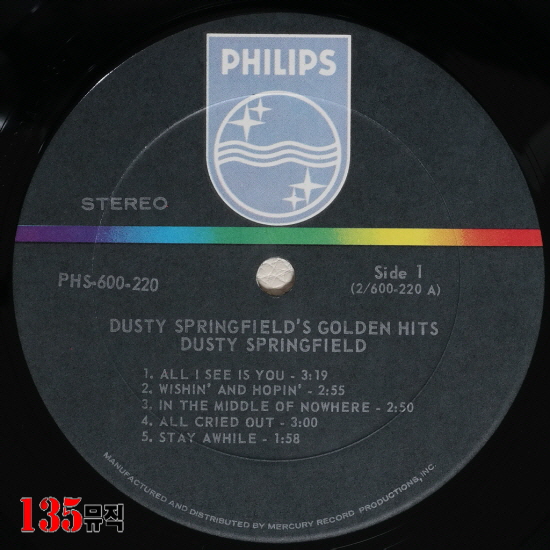 PHILIPS
STEREO
PHS-600-220
Side 1
(2/600-220 A)
DUSTY SPRINGFIELD'S GOLDEN HITS
DUSTY SPRINGFIELD
1. ALL I SEE IS YOU - 3:19
2. WISHIN' AND HOPIN' - 2:55
3. IN THE MIDDLE OF NOWHERE - 2:50
4. ALL CRIED OUT - 3:00
5. STAY AWHILE - 1:58
MANUFACTURED AND DISTRIBUTED BY MERCURY RECORD PRODUCTIONS, INC.
135뮤직